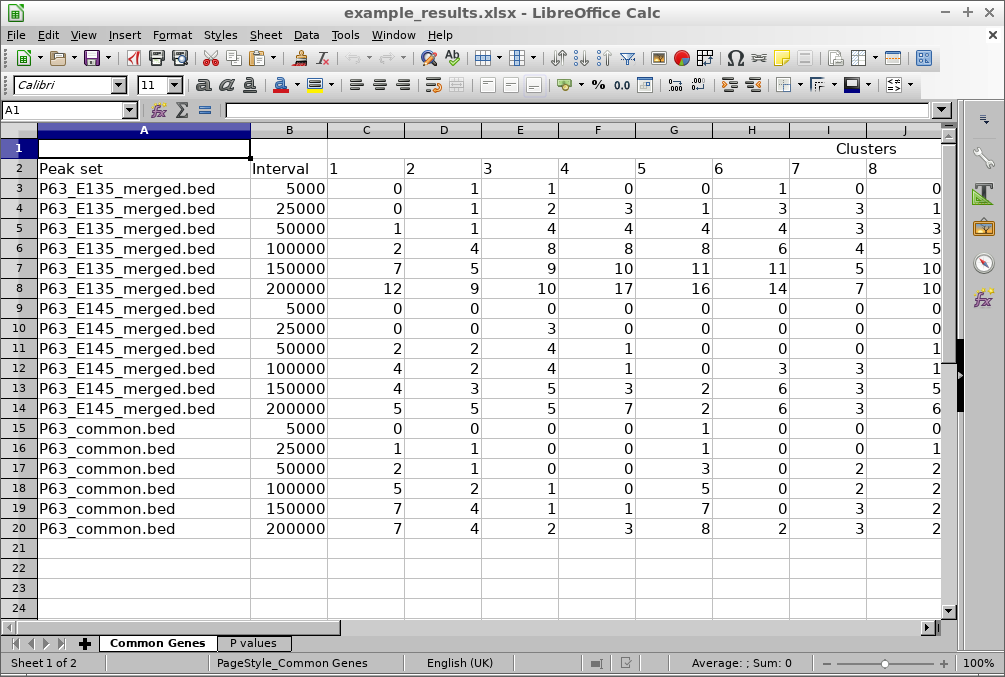 example_results.xlsx - LibreOffice Calc
File Edit View Insert Format Styles Sheet Data Tools Window Help
Calibri 11
A1
A B C D E F G H I J
1 Clusters
2 Peak set Interval 1 2 3 4 5 6 7 8
3 P63_E135_merged.bed 5000 0 1 1 0 0 1 0 0
4 P63_E135_merged.bed 25000 0 1 2 3 1 3 3 1
5 P63_E135_merged.bed 50000 1 1 4 4 4 4 3 3
6 P63_E135_merged.bed 100000 2 4 8 8 8 6 4 5
7 P63_E135_merged.bed 150000 7 5 9 10 11 11 5 10
8 P63_E135_merged.bed 200000 12 9 10 17 16 14 7 10
9 P63_E145_merged.bed 5000 0 0 0 0 0 0 0 0
10 P63_E145_merged.bed 25000 0 0 3 0 0 0 0 0
11 P63_E145_merged.bed 50000 2 2 4 1 0 0 0 1
12 P63_E145_merged.bed 100000 4 2 4 1 0 3 3 1
13 P63_E145_merged.bed 150000 4 3 5 3 2 6 3 5
14 P63_E145_merged.bed 200000 5 5 5 7 2 6 3 6
15 P63_common.bed 5000 0 0 0 0 1 0 0 0
16 P63_common.bed 25000 1 1 0 0 1 0 0 1
17 P63_common.bed 50000 2 1 0 0 3 0 2 2
18 P63_common.bed 100000 5 2 1 0 5 0 2 2
19 P63_common.bed 150000 7 4 1 1 7 0 3 2
20 P63_common.bed 200000 7 4 2 3 8 2 3 2
21
22
23
24
Common Genes P values
Sheet 1 of 2 PageStyle_Common Genes English (UK) Average: ; Sum: 0 100%